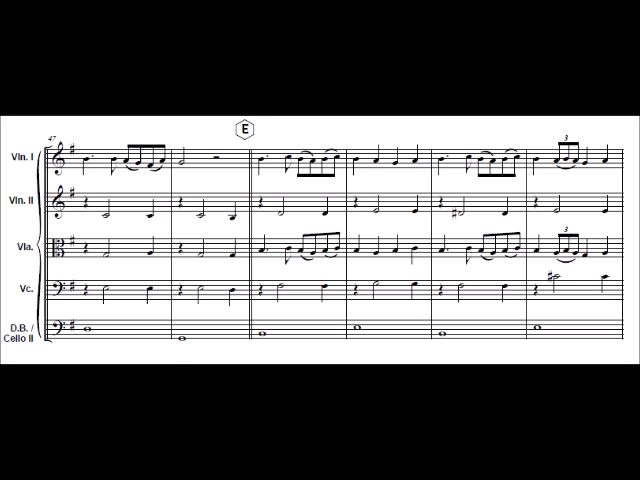 E
47
Vln. I
3
Vln. II
Vla.
3
Vc.
D.B. /
Cello II